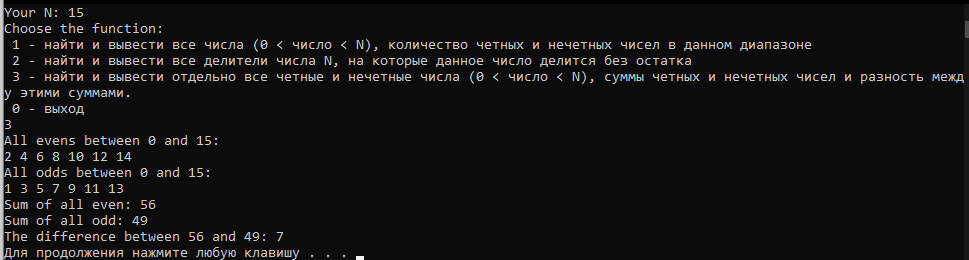 Your N: 15
Choose the function:
1 - найти и вывести все числа (0 < число < N), количество четных и нечетных чисел в данном диапазоне
2 - найти и вывести все делители числа N, на которые данное число делится без остатка
3 - найти и вывести отдельно все четные и нечетные числа (0 < число < N), суммы четных и нечетных чисел и разность межд
у этими суммами.
0 - выход
3
All evens between 0 and 15:
2 4 6 8 10 12 14
All odds between 0 and 15:
1 3 5 7 9 11 13
Sum of all even: 56
Sum of all odd: 49
The difference between 56 and 49: 7
Для продолжения нажмите любую клавишу . . .